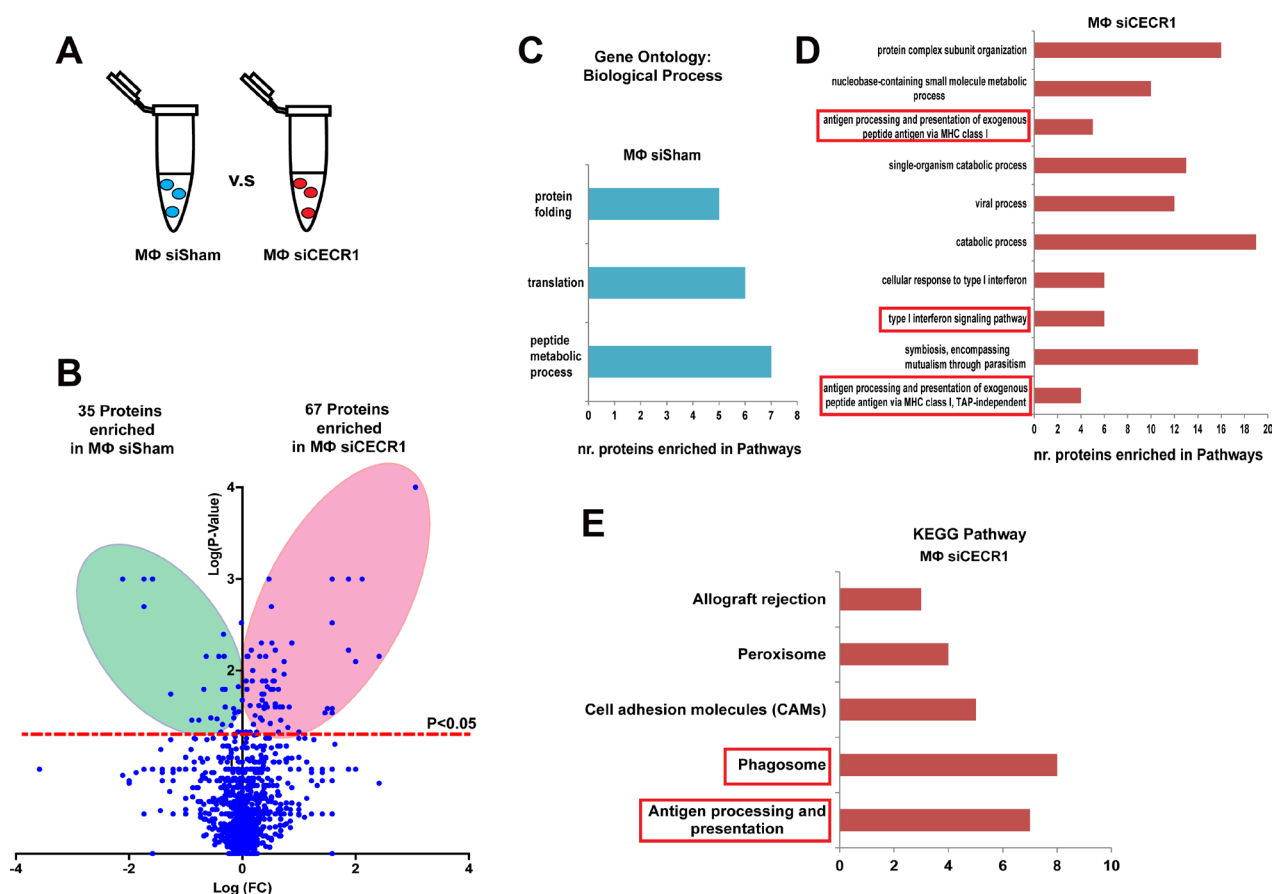 A
v.s
MΦ siSham
MΦ siCECR1
B
35 Proteins
enriched
in MΦ siSham
67 Proteins
enriched
in MΦ siCECR1
Log(P-Value)
4
3
2
P<0.05
-4
-2
0
2
4
Log (FC)
C
Gene Ontology:
Biological Process
MΦ siSham
protein
folding
translation
peptide
metabolic
process
0 1 2 3 4 5 6 7 8
nr. proteins enriched in Pathways
D
MΦ siCECR1
protein complex subunit organization
nucleobase-containing small molecule metabolic
process
antigen processing and presentation of exogenous
peptide antigen via MHC class I
single-organism catabolic process
viral process
catabolic process
cellular response to type I interferon
type I interferon signaling pathway
symbiosis, encompassing
mutualism through parasitism
antigen processing and presentation of exogenous
peptide antigen via MHC class I, TAP-independent
0 2 4 6 8 10 12 14 16 18 20
nr. proteins enriched in Pathways
E
KEGG Pathway
MΦ siCECR1
Allograft rejection
Peroxisome
Cell adhesion molecules (CAMs)
Phagosome
Antigen processing and
presentation
0 2 4 6 8 10